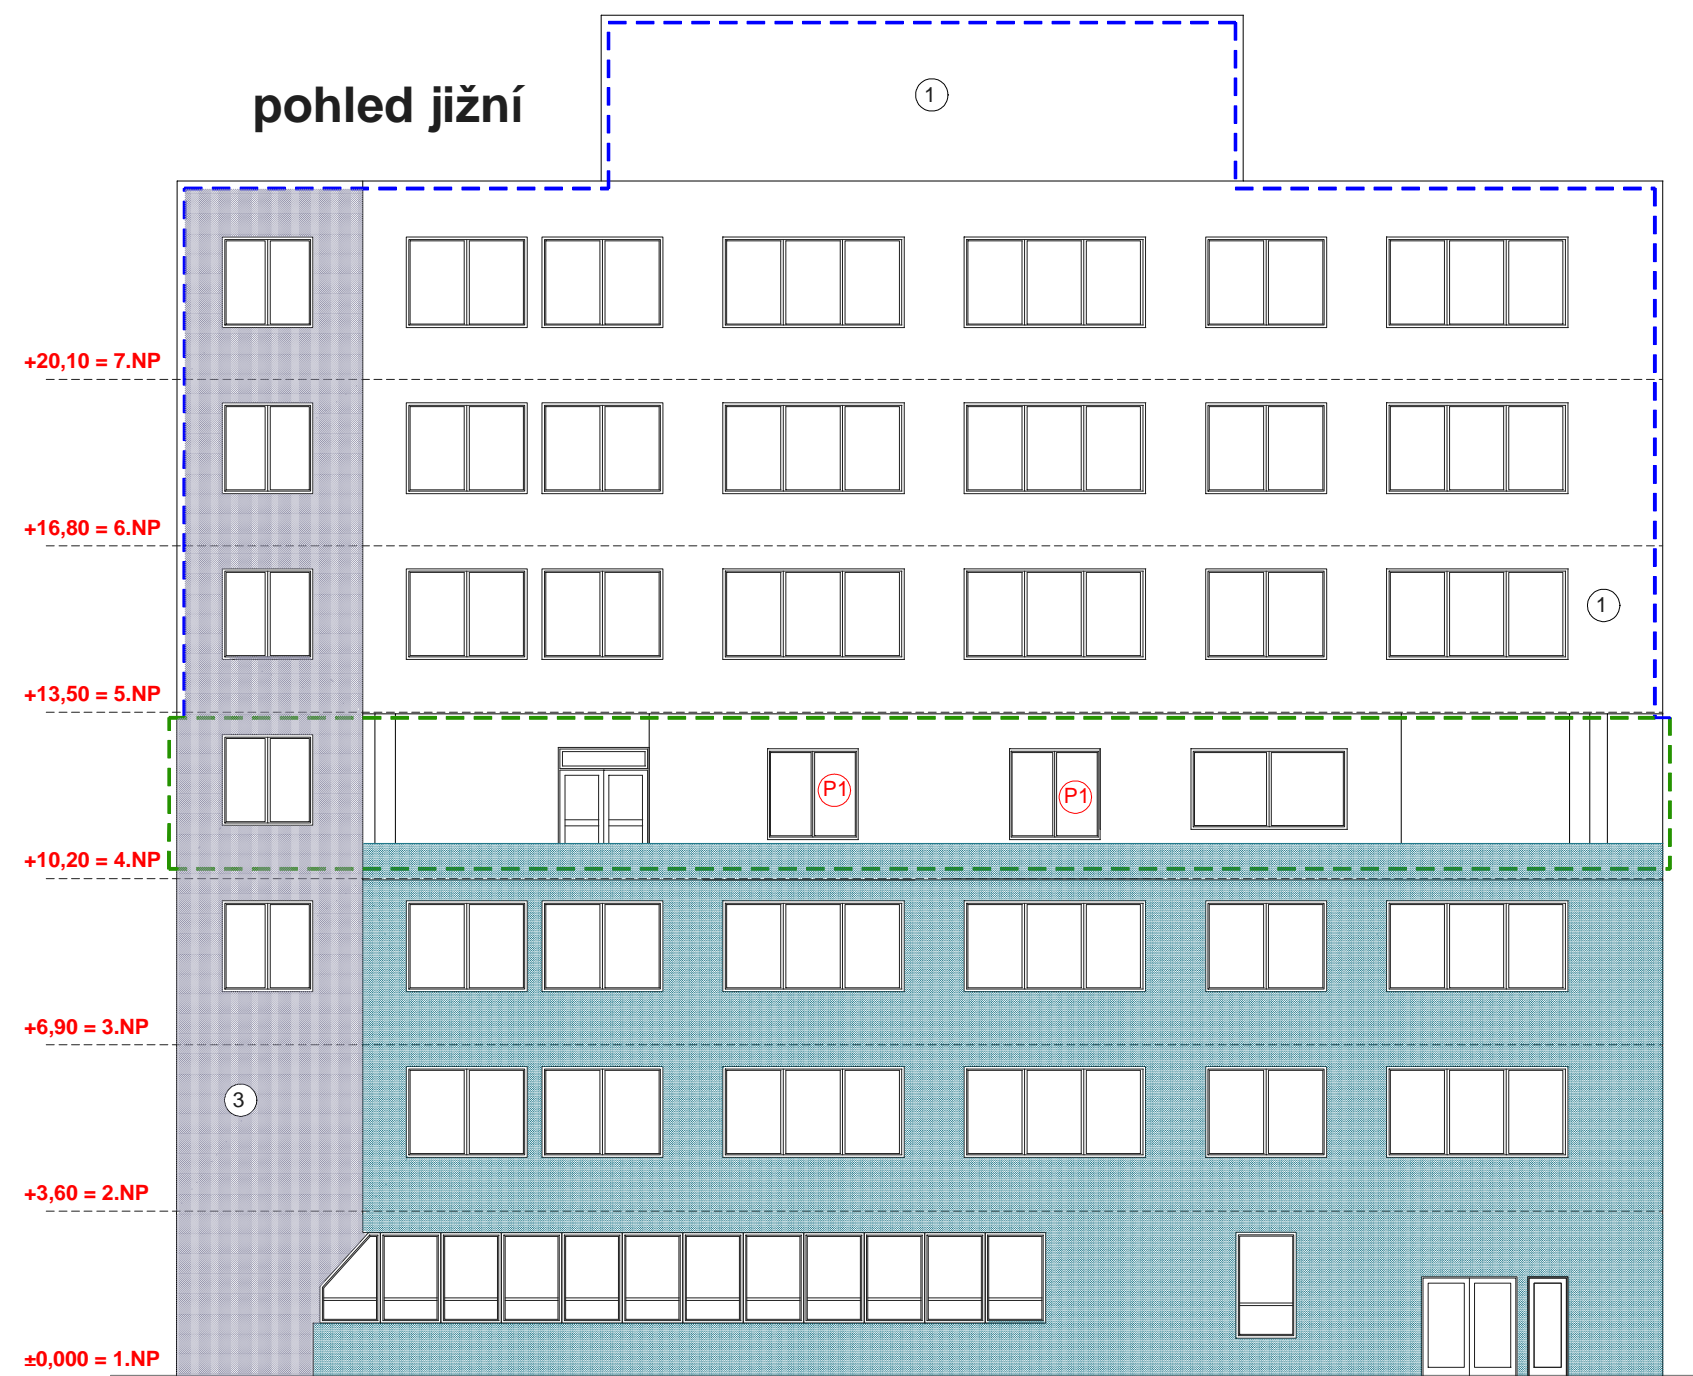 pohled jižní
1
+20,10 = 7.NP
+16,80 = 6.NP
1
+13,50 = 5.NP
P1
P1
+10,20 = 4.NP
+6,90 = 3.NP
3
+3,60 = 2.NP
±0,000 = 1.NP